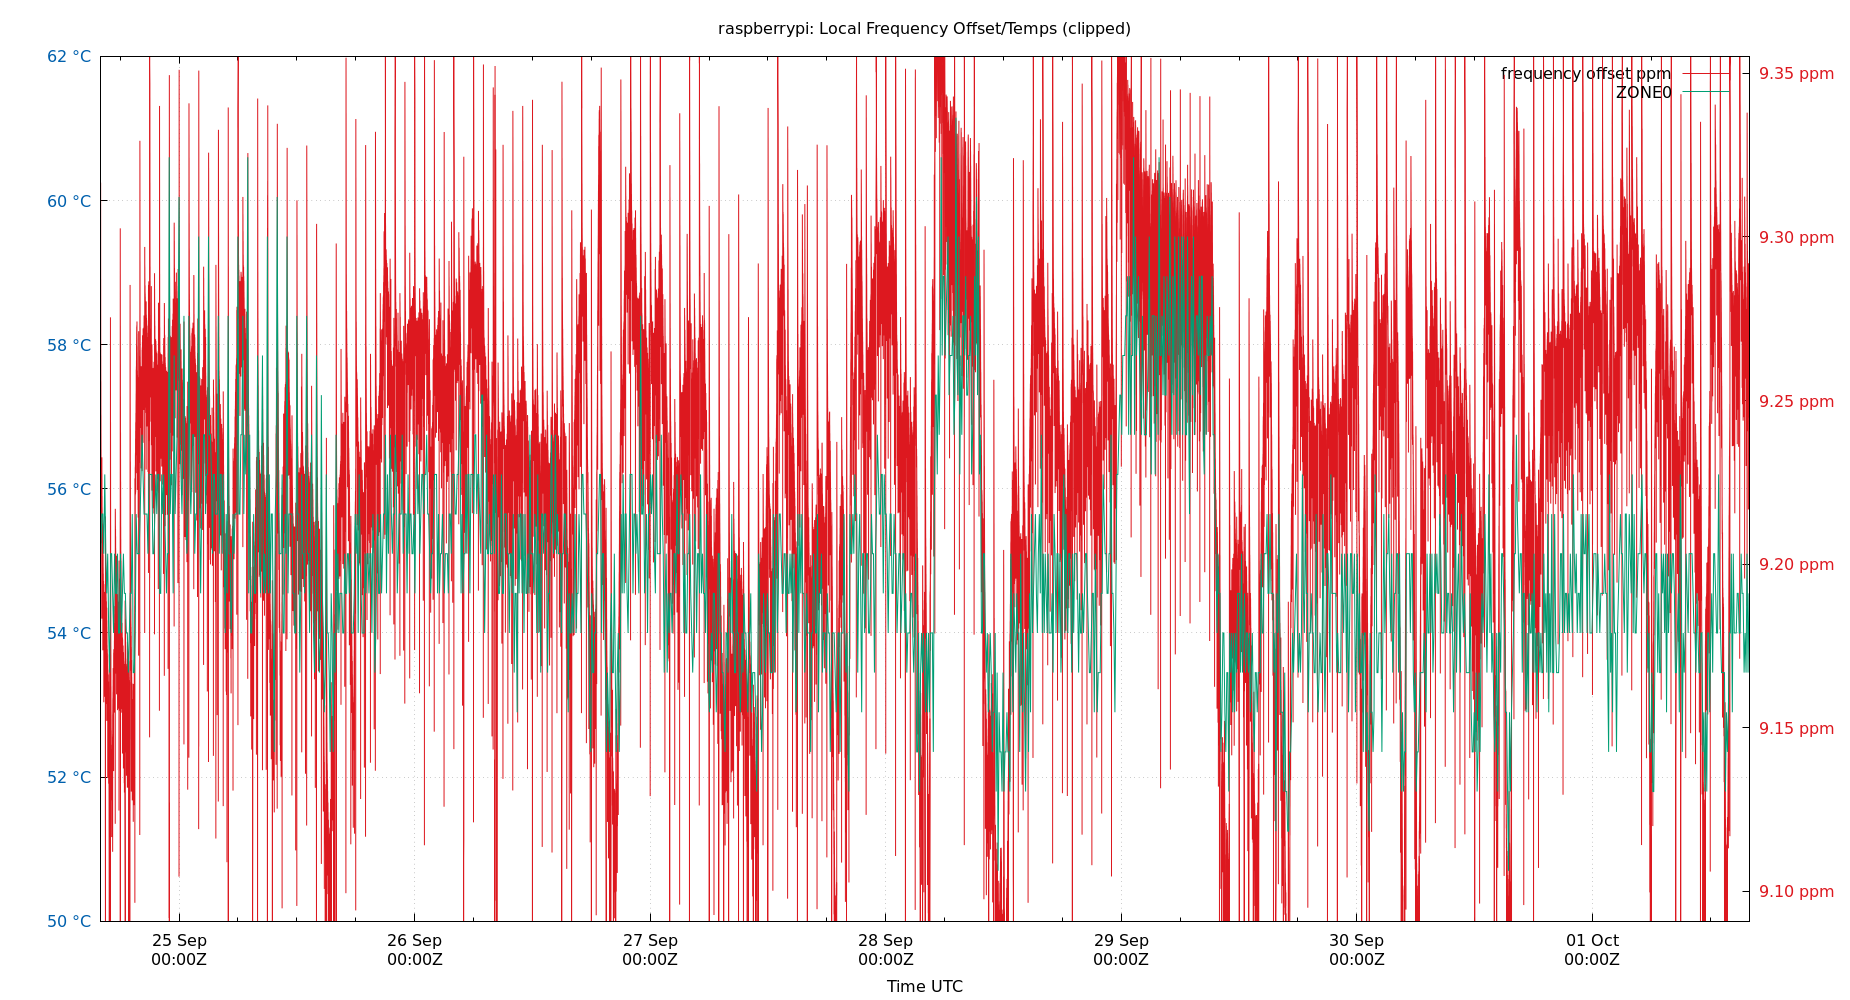 raspberrypi: Local Frequency Offset/Temps (clipped)
62 °C
60 °C
58 °C
56 °C
54 °C
52 °C
50 °C
frequency offset ppm
ZONE0
9.35 ppm
9.30 ppm
9.25 ppm
9.20 ppm
9.15 ppm
9.10 ppm
25 Sep
00:00Z
26 Sep
00:00Z
27 Sep
00:00Z
28 Sep
00:00Z
29 Sep
00:00Z
30 Sep
00:00Z
01 Oct
00:00Z
Time UTC